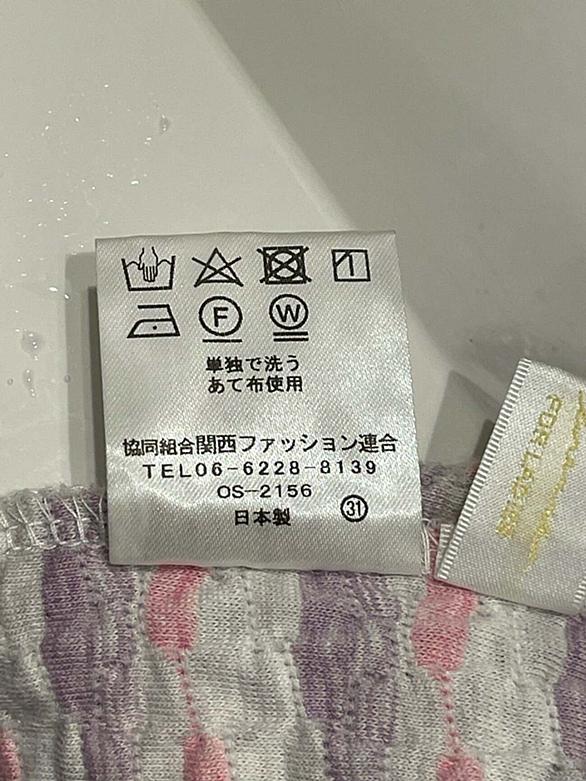 F W
単独で洗う
あて布使用
協同組合関西ファッション連合
TEL06-6228-8139
OS-2156
日本製 31